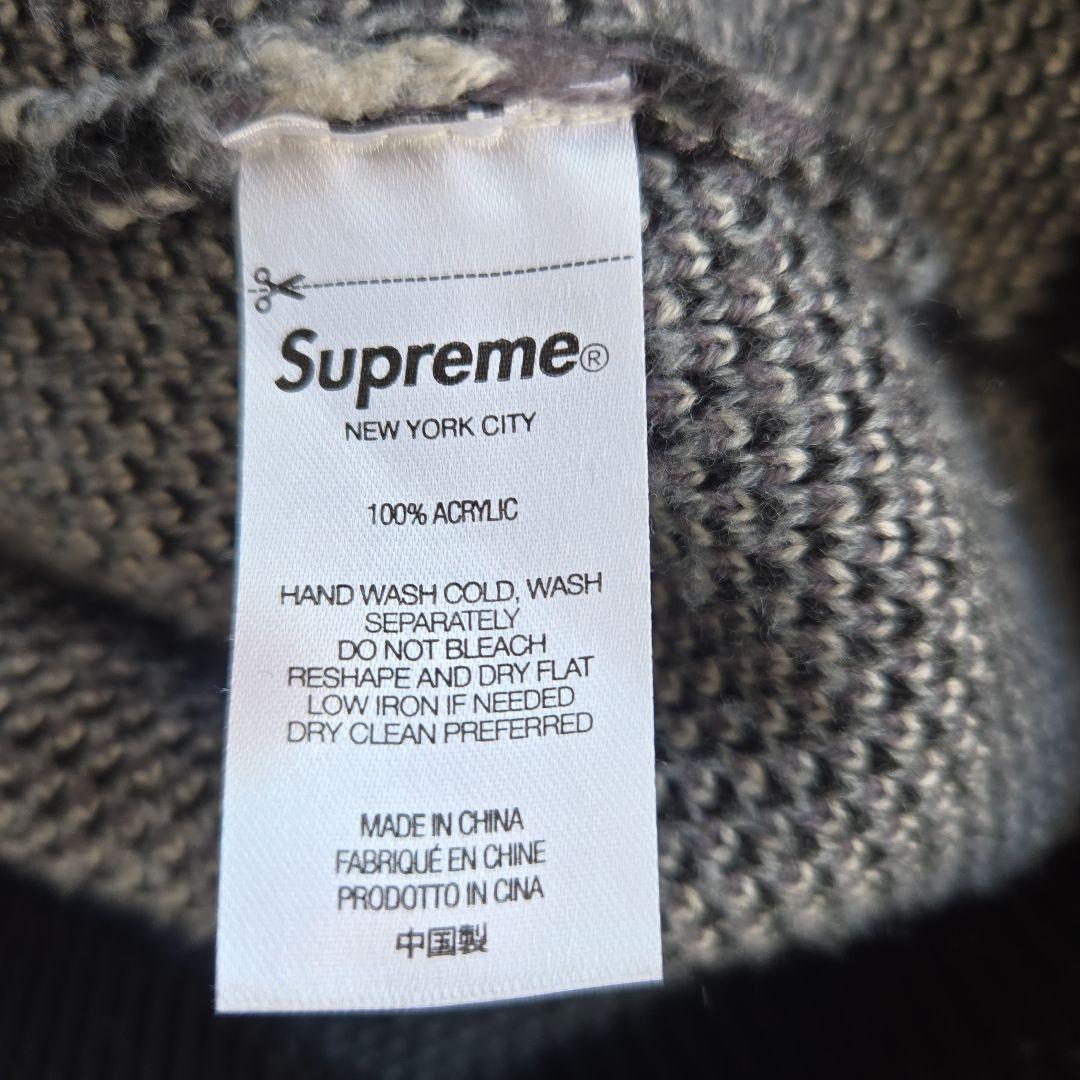 Supreme®
NEW YORK CITY
100% ACRYLIC
HAND WASH COLD, WASH
SEPARATELY
DO NOT BLEACH
RESHAPE AND DRY FLAT
LOW IRON IF NEEDED
DRY CLEAN PREFERRED
MADE IN CHINA
FABRIQUÉ EN CHINE
PRODOTTO IN CINA
中国製